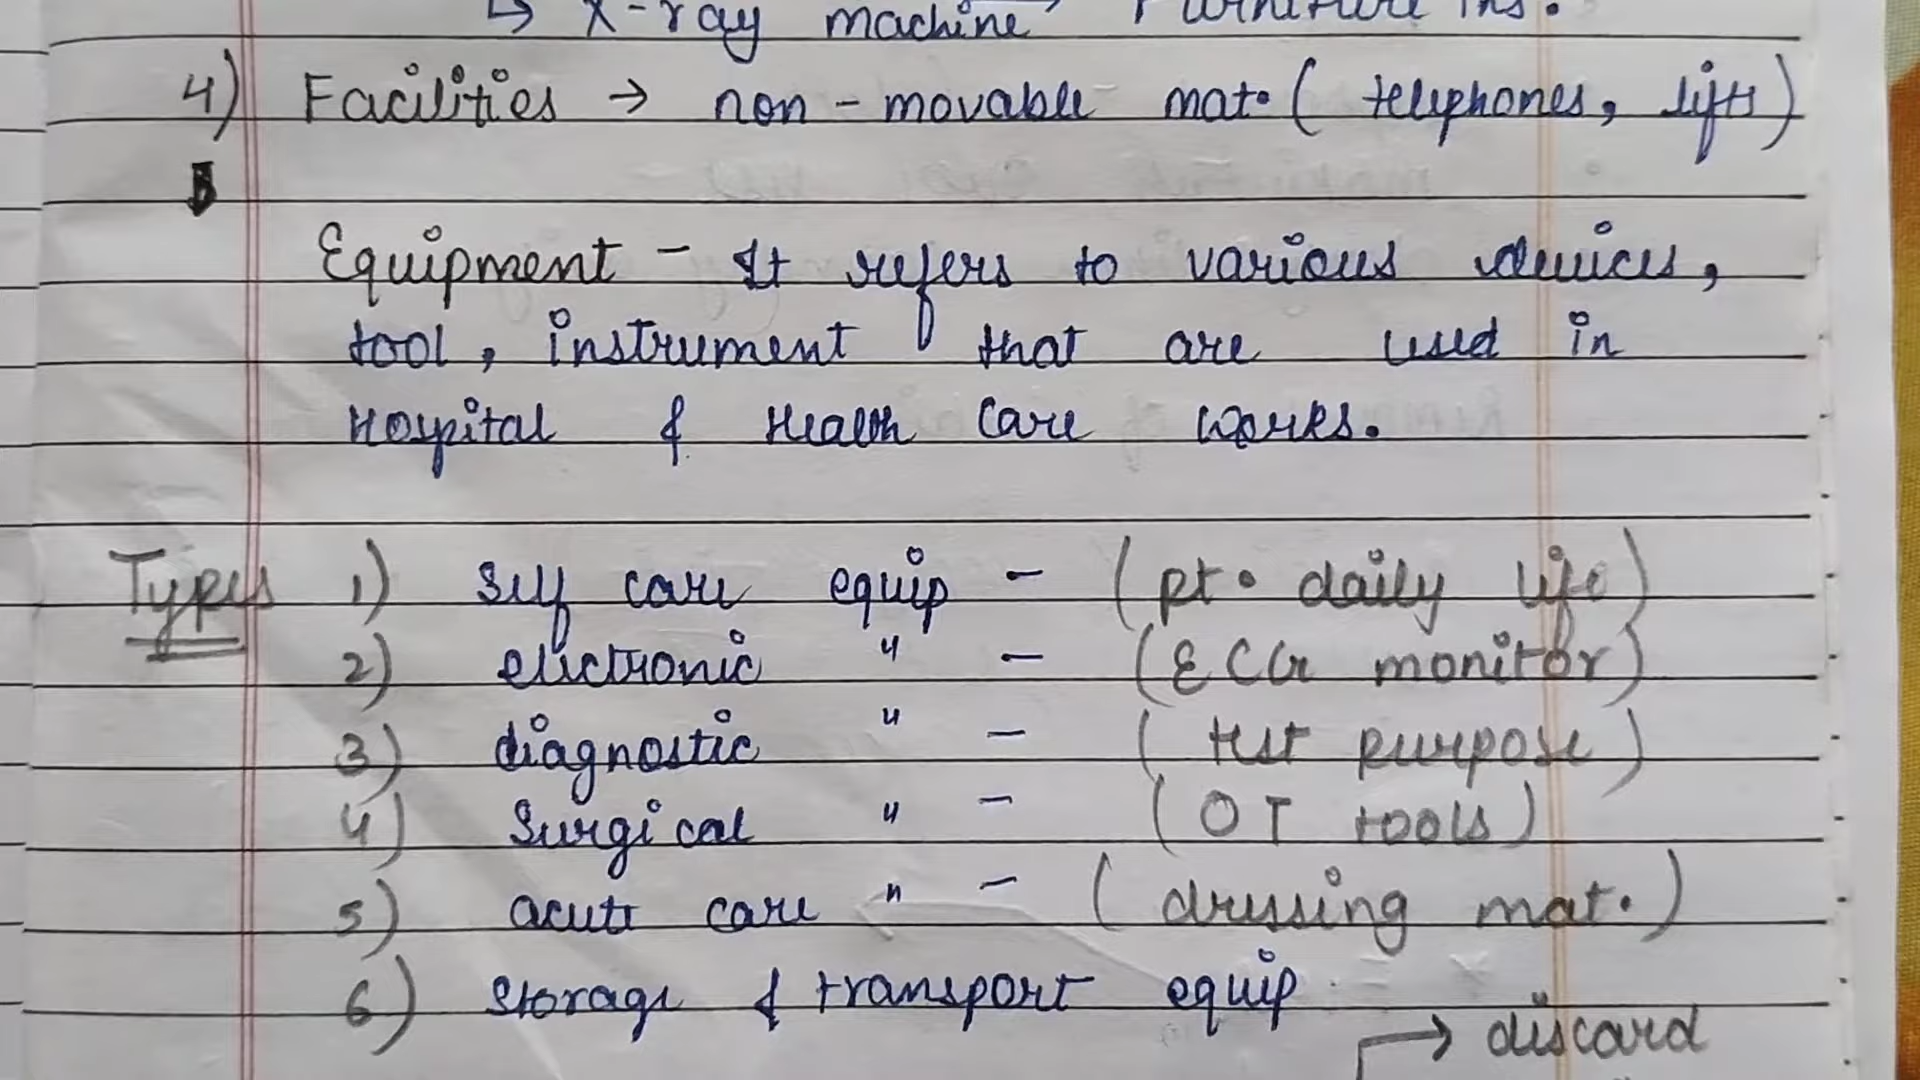 ↳ X-ray machine
4) Facilities → non-movable mat. ( telephones, lifts)
Equipment - It refers to various devices,
tool, instrument that are used in
Hospital & Health Care works.
Types 1) Self care equip - (pt. daily life)
2) electronic " - (ECG monitor)
3) diagnostic " - ( test purpose )
4) Surgical " - ( OT tools )
5) acute care " - ( dressing mat. )
6) Storage & transport equip
→ discard